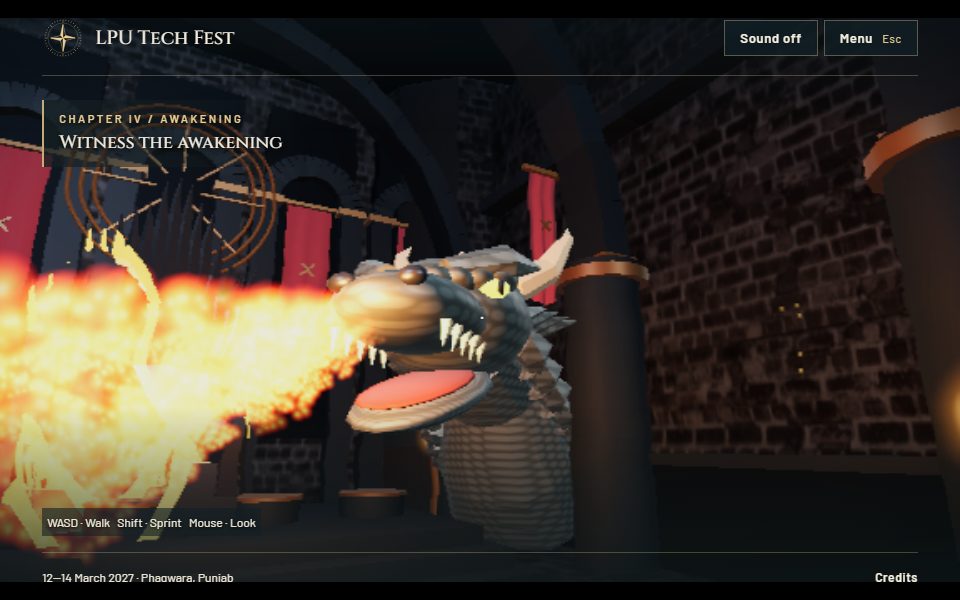 LPU Tech Fest
Sound off
Menu Esc
CHAPTER IV / AWAKENING
Witness the awakening
WASD · Walk Shift · Sprint Mouse · Look
12–14 March 2027 · Phagwara, Punjab
Credits